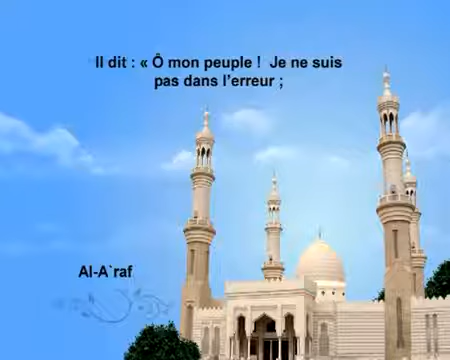 Il dit : « Ô mon peuple ! Je ne suis
pas dans l'erreur ;
Al-A`raf